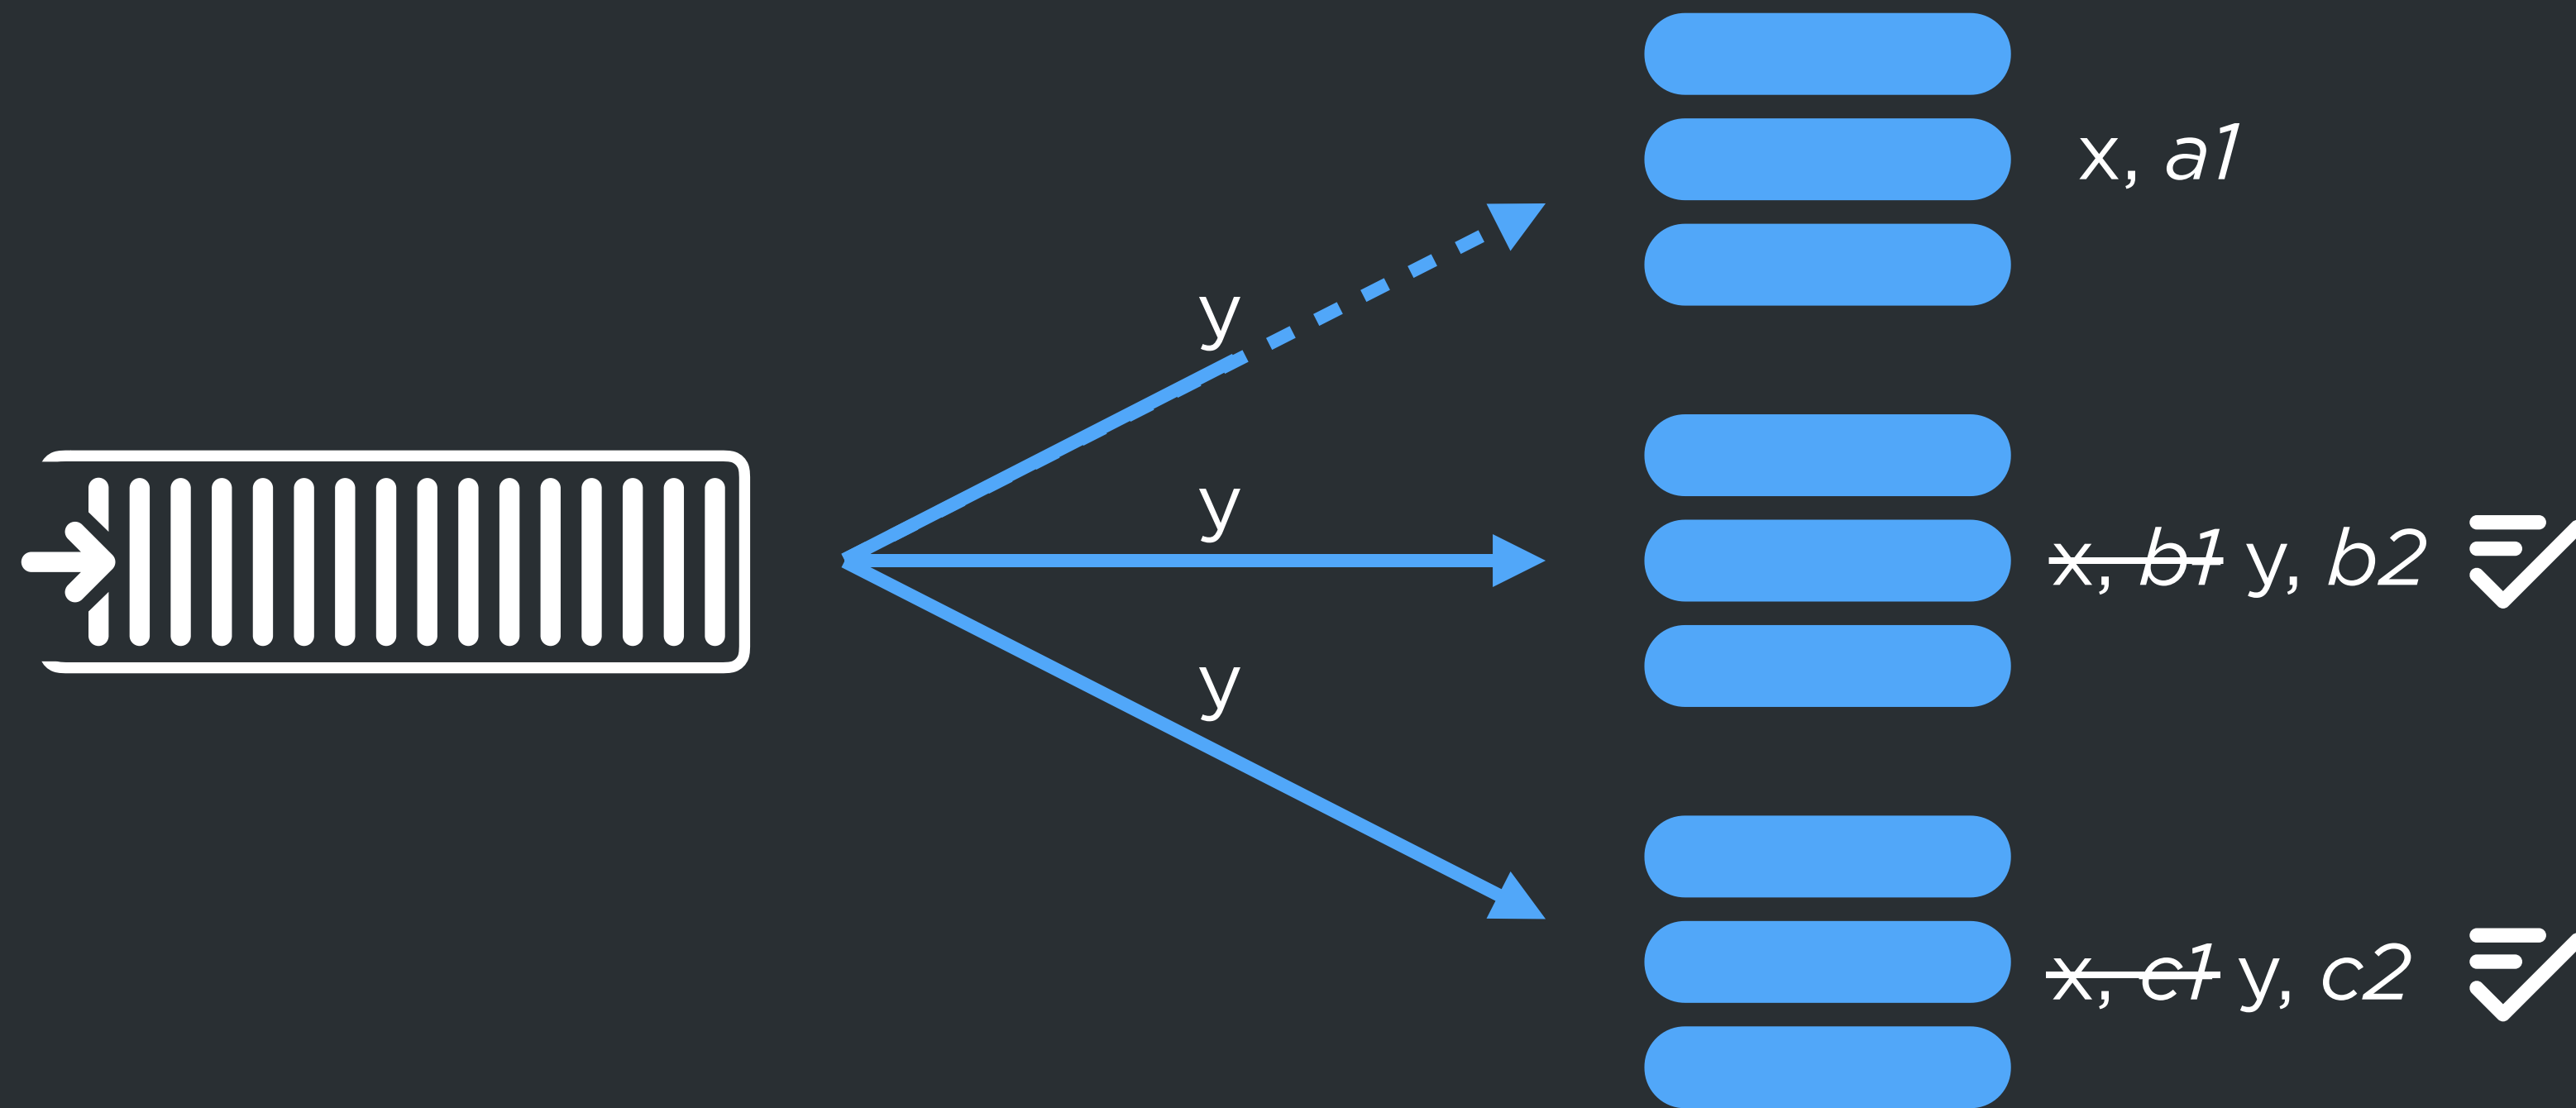 x, a1
y
y
x, b1 y, b2
y
x, c1 y, c2